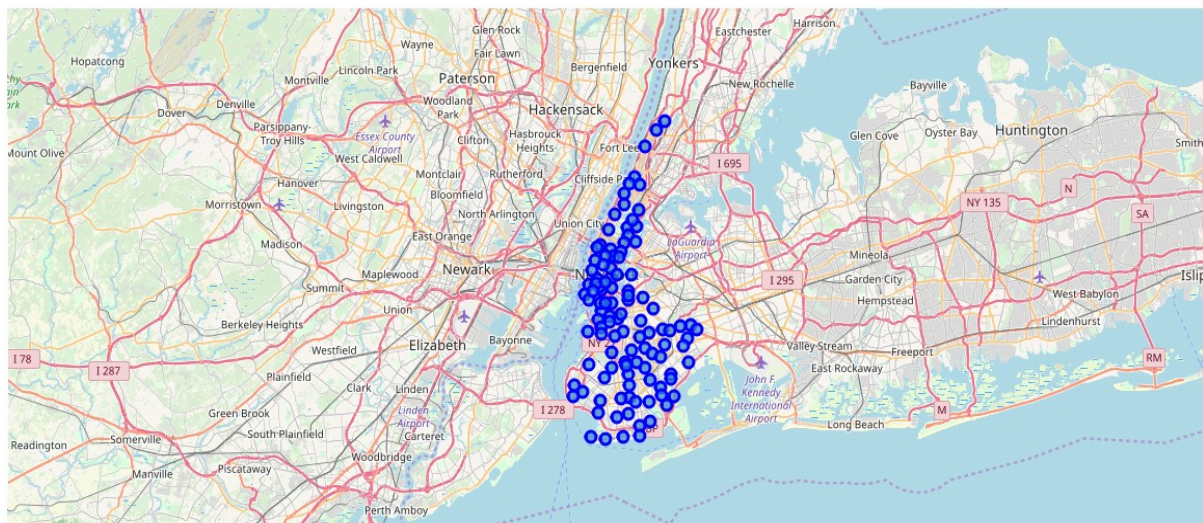 Harrison
Glen Rock
Eastchester
Wayne
Fair Lawn
Hopatcong
Lincoln Park
Bergenfield
Yonkers
Montville
Paterson
New Rochelle
Bayville
Denville
Woodland
Park
Hackensack
Dover
Essex County
Airport
Glen Cove
Oyster Bay
Huntington
Parsippany-
Troy Hills
Clifton
Hasbrouck
Heights
Fort Lee
Mount Olive
West Caldwell
I 695
Montclair
Rutherford
Cliffside
Hanover
Bloomfield
N
Morristown
Livingston
North Arlington
NY 135
Union City
SA
East Orange
LaGuardia
Airport
Madison
Mineola
Maplewood
Newark
I 295
Garden City
Summit
West Babylon
Union
Hempstead
Berkeley Heights
Lindenhurst
Elizabeth
Bayonne
Westfield
Valley Stream
Freeport
I 78
I 287
East Rockaway
RM
Plainfield
Clark
John F.
Kennedy
International
Airport
Linden
Airport
I 278
M
Green Brook
Long Beach
South Plainfield
Carteret
Readington
Somerville
Woodbridge
Manville
Piscataway
Perth Amboy